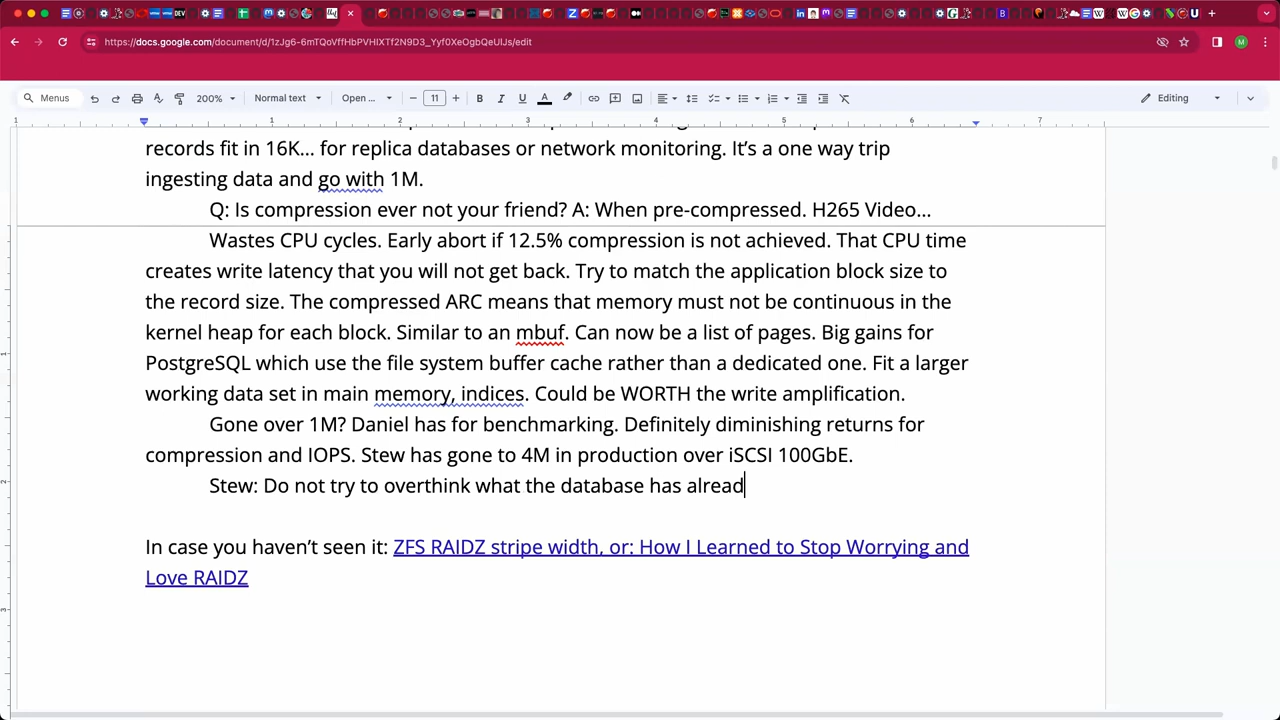 https://docs.google.com/document/d/1zJg6-6mTQoVffHbPVHIXTf2N9D3_Yyf0XeOgbQeUIJs/edit
Menus 200% Normal text Open ... 11 Editing
1 1 2 3 4 5 6 7
records fit in 16K... for replica databases or network monitoring. It’s a one way trip
ingesting data and go with 1M.
Q: Is compression ever not your friend? A: When pre-compressed. H265 Video...
Wastes CPU cycles. Early abort if 12.5% compression is not achieved. That CPU time
creates write latency that you will not get back. Try to match the application block size to
the record size. The compressed ARC means that memory must not be continuous in the
kernel heap for each block. Similar to an mbuf. Can now be a list of pages. Big gains for
PostgreSQL which use the file system buffer cache rather than a dedicated one. Fit a larger
working data set in main memory, indices. Could be WORTH the write amplification.
Gone over 1M? Daniel has for benchmarking. Definitely diminishing returns for
compression and IOPS. Stew has gone to 4M in production over iSCSI 100GbE.
Stew: Do not try to overthink what the database has alread
In case you haven’t seen it: ZFS RAIDZ stripe width, or: How I Learned to Stop Worrying and
Love RAIDZ